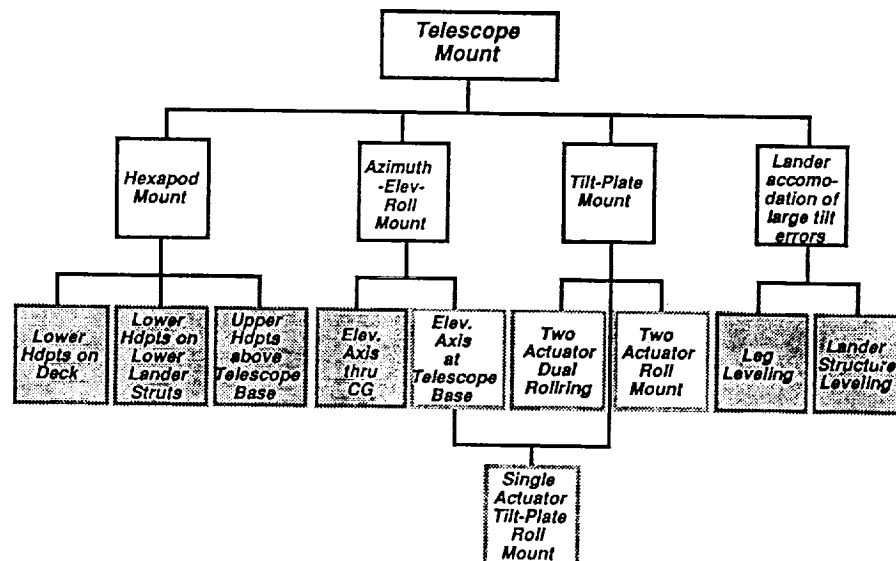 Telescope
Mount
Hexapod
Mount
Azimuth
-Elev-
Roll
Mount
Tilt-Plate
Mount
Lander
accomo-
dation of
large tilt
errors
Lower
Hdpts on
Deck
Lower
Hdpts on
Lower
Lander
Struts
Upper
Hdpts
above
Telescope
Base
Elev.
Axis
thru
CG
Elev.
Axis
at
Telescope
Base
Two
Actuator
Dual
Rollring
Two
Actuator
Roll
Mount
Leg
Leveling
Lander
Structure
Leveling
Single
Actuator
Tilt-Plate
Roll
Mount